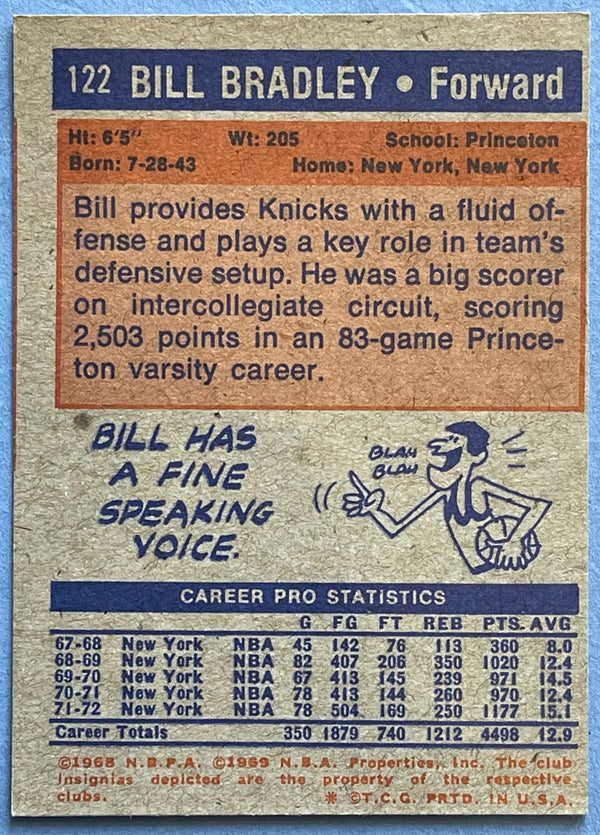 122 BILL BRADLEY • Forward
Ht: 6'5" Wt: 205 School: Princeton
Born: 7-28-43 Home: New York, New York
Bill provides Knicks with a fluid of-
fense and plays a key role in team's
defensive setup. He was a big scorer
on intercollegiate circuit, scoring
2,503 points in an 83-game Prince-
ton varsity career.
BILL HAS
A FINE
SPEAKING
VOICE.
BLAH
BLAH
CAREER PRO STATISTICS
G FG FT REB PTS. AVG
67-68 New York NBA 45 142 76 113 360 8.0
68-69 New York NBA 82 407 206 350 1020 12.4
69-70 New York NBA 67 413 145 239 971 14.5
70-71 New York NBA 78 413 144 260 970 12.4
71-72 New York NBA 78 504 169 250 1177 15.1
Career Totals 350 1879 740 1212 4498 12.9
©1968 N.B.P.A. ©1969 N.B.A. Properties, Inc. The club
insignias depicted are the property of the respective
clubs. * ©T.C.G. PRTD. IN U.S.A.